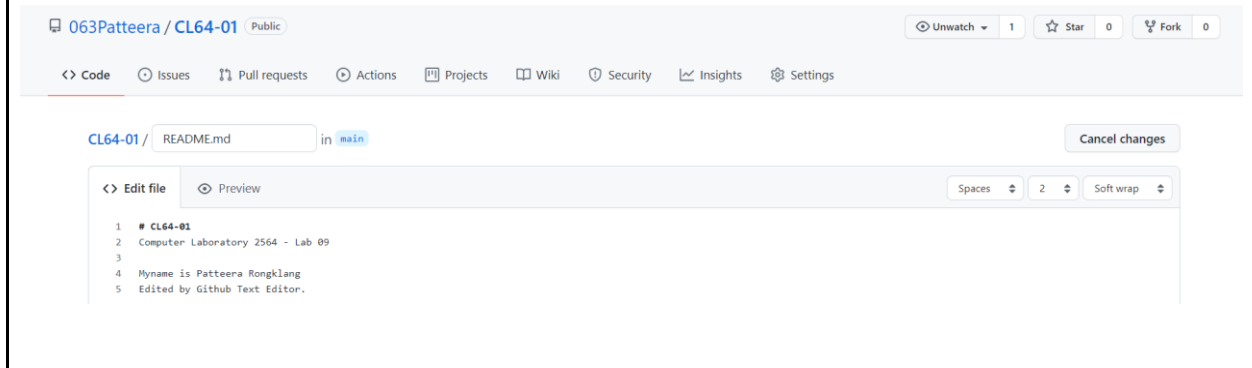 063Patteera / CL64-01 Public Unwatch 1 Star 0 Fork 0
<> Code Issues Pull requests Actions Projects Wiki Security Insights Settings
CL64-01 / README.md in main Cancel changes
<> Edit file Preview Spaces 2 Soft wrap
1 # CL64-01
2 Computer Laboratory 2564 - Lab 09
3
4 Myname is Patteera Rongklang
5 Edited by Github Text Editor.